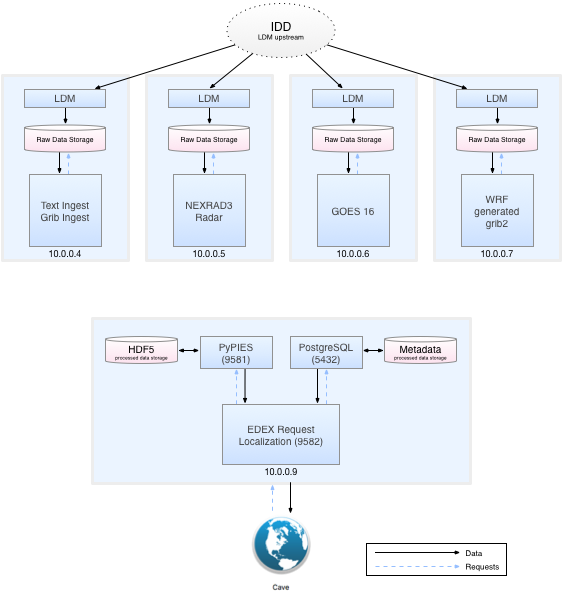 IDD
LDM upstream
LDM
LDM
LDM
LDM
Raw Data Storage
Raw Data Storage
Raw Data Storage
Raw Data Storage
Text Ingest
Grib Ingest
NEXRAD3
Radar
GOES 16
WRF
generated
grib2
10.0.0.4
10.0.0.5
10.0.0.6
10.0.0.7
HDF5
processed data storage
PyPIES
(9581)
PostgreSQL
(5432)
Metadata
processed data storage
EDEX Request
Localization (9582)
10.0.0.9
Cave
Data
Requests